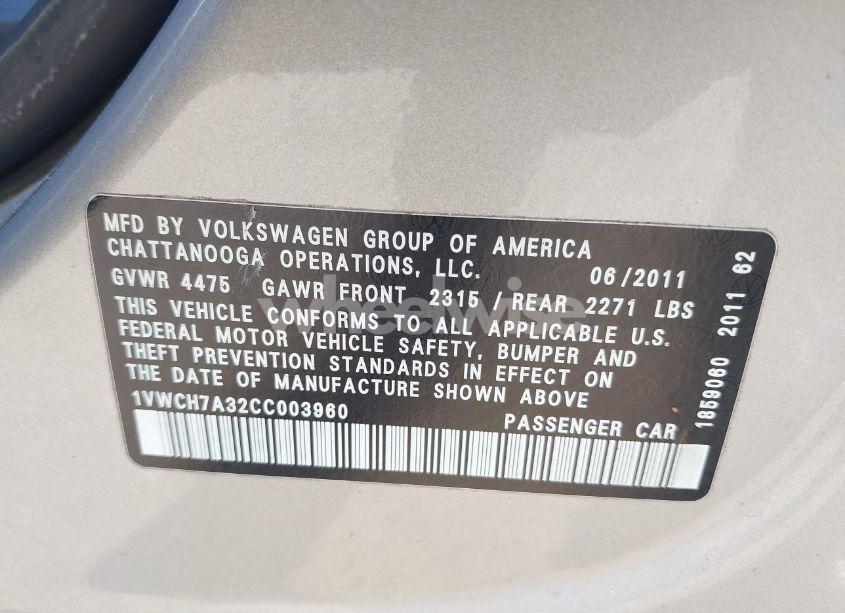 MFD BY VOLKSWAGEN GROUP OF AMERICA
CHATTANOOGA OPERATIONS, LLC. 06/2011
GVWR 4475 GAWR FRONT 2315 / REAR 2271 LBS
THIS VEHICLE CONFORMS TO ALL APPLICABLE U.S.
FEDERAL MOTOR VEHICLE SAFETY, BUMPER AND
THEFT PREVENTION STANDARDS IN EFFECT ON
THE DATE OF MANUFACTURE SHOWN ABOVE
1VWCH7A32CC003960 PASSENGER CAR
1859060 2011 62
wheelwise